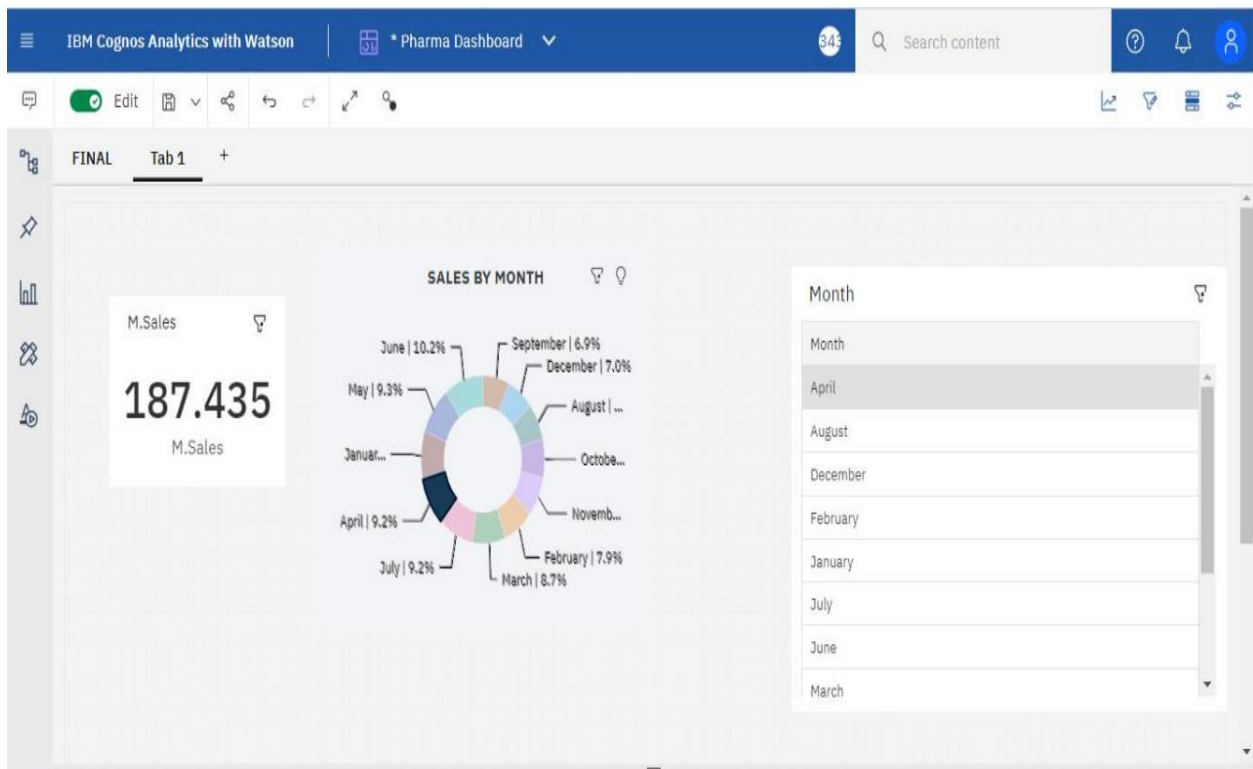 IBM Cognos Analytics with Watson
* Pharma Dashboard
343
Search content
Edit
FINAL
Tab 1
+
M.Sales
187.435
M.Sales
SALES BY MONTH
June | 10.2%
September | 6.9%
December | 7.0%
May | 9.3%
August | ...
Januar...
Octobe...
April | 9.2%
Novemb...
July | 9.2%
February | 7.9%
March | 8.7%
Month
Month
April
August
December
February
January
July
June
March